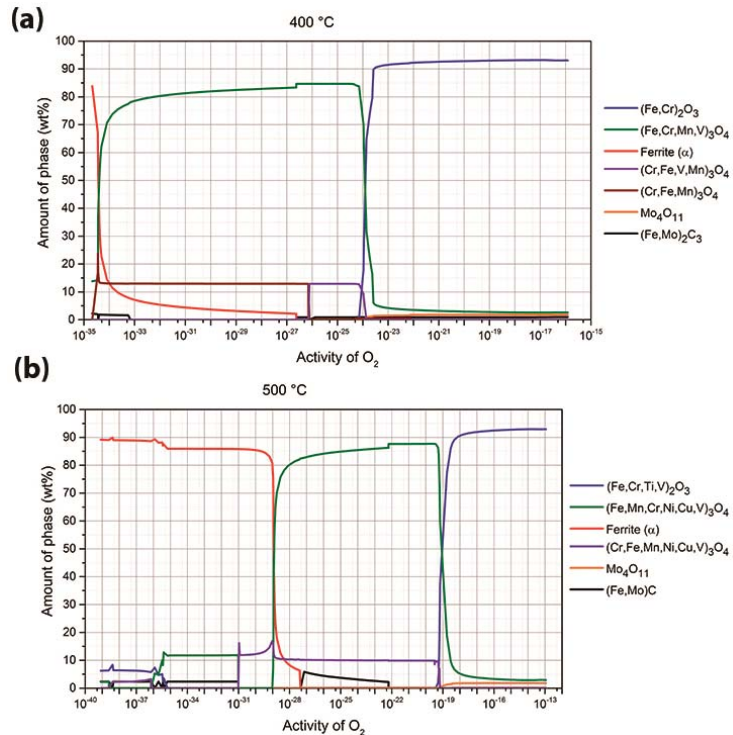 (a)
400 °C
100
90
80
70
60
50
40
30
20
10
0
Amount of phase (wt%)
10-35 10-33 10-31 10-29 10-27 10-25 10-23 10-21 10-19 10-17 10-15
Activity of O2
(Fe,Cr)2O3
(Fe,Cr,Mn,V)3O4
Ferrite (α)
(Cr,Fe,V,Mn)3O4
(Cr,Fe,Mn)3O4
Mo4O11
(Fe,Mo)2C3
(b)
500 °C
100
90
80
70
60
50
40
30
20
10
0
Amount of phase (wt%)
10-40 10-37 10-34 10-31 10-28 10-25 10-22 10-19 10-16 10-13
Activity of O2
(Fe,Cr,Ti,V)2O3
(Fe,Mn,Cr,Ni,Cu,V)3O4
Ferrite (α)
(Cr,Fe,Mn,Ni,Cu,V)3O4
Mo4O11
(Fe,Mo)C